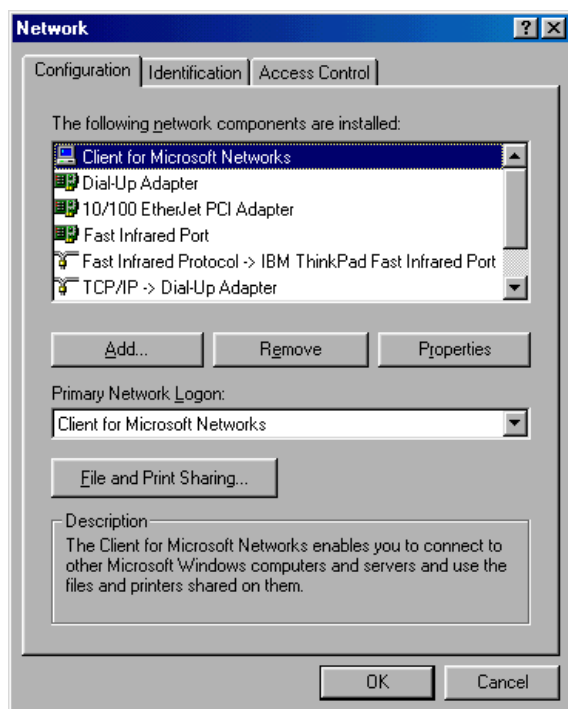 Network
Configuration Identification Access Control
The following network components are installed:
Client for Microsoft Networks
Dial-Up Adapter
10/100 EtherJet PCI Adapter
Fast Infrared Port
Fast Infrared Protocol -> IBM ThinkPad Fast Infrared Port
TCP/IP -> Dial-Up Adapter
Add... Remove Properties
Primary Network Logon:
Client for Microsoft Networks
File and Print Sharing...
Description
The Client for Microsoft Networks enables you to connect to
other Microsoft Windows computers and servers and use the
files and printers shared on them.
OK Cancel